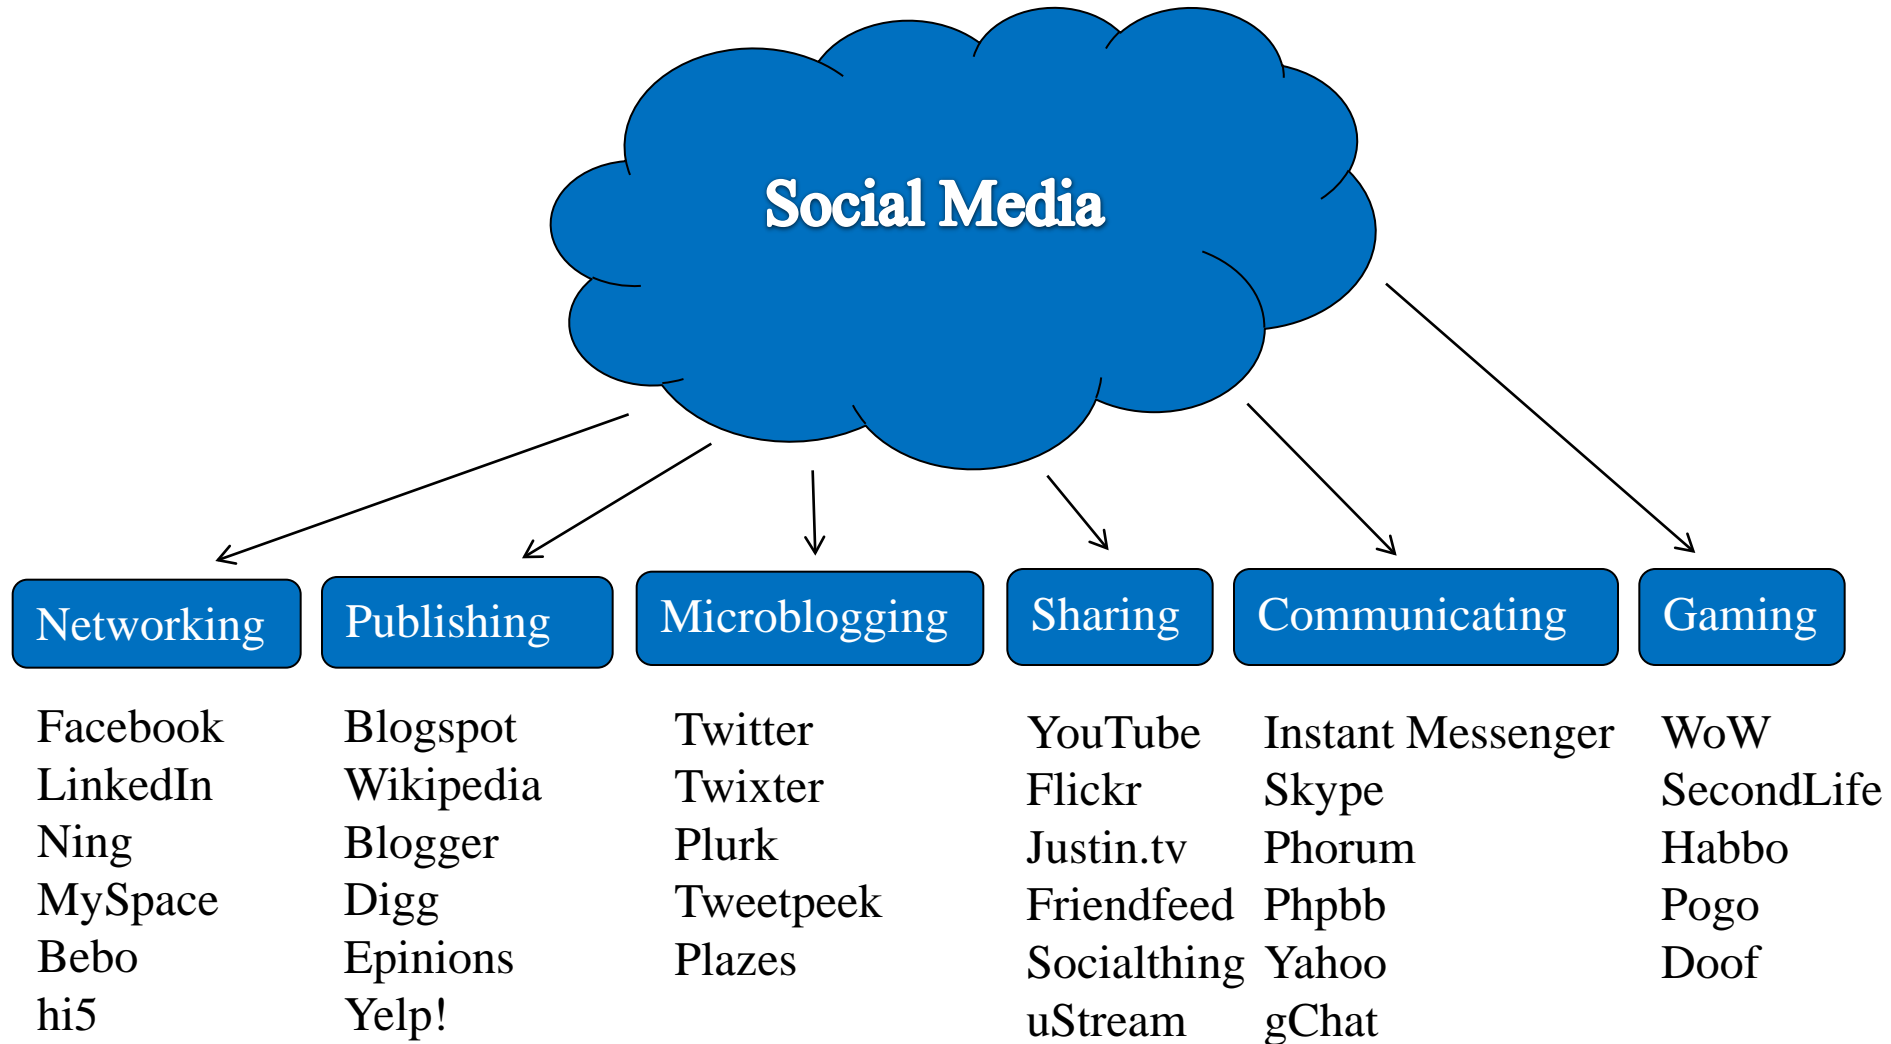 Social Media
Networking
Publishing
Microblogging
Sharing
Communicating
Gaming
Facebook
LinkedIn
Ning
MySpace
Bebo
hi5
Blogspot
Wikipedia
Blogger
Digg
Epinions
Yelp!
Twitter
Twixter
Plurk
Tweetpeek
Plazes
YouTube
Flickr
Justin.tv
Friendfeed
Socialthing
uStream
Instant Messenger
Skype
Phorum
Phpbb
Yahoo
gChat
WoW
SecondLife
Habbo
Pogo
Doof